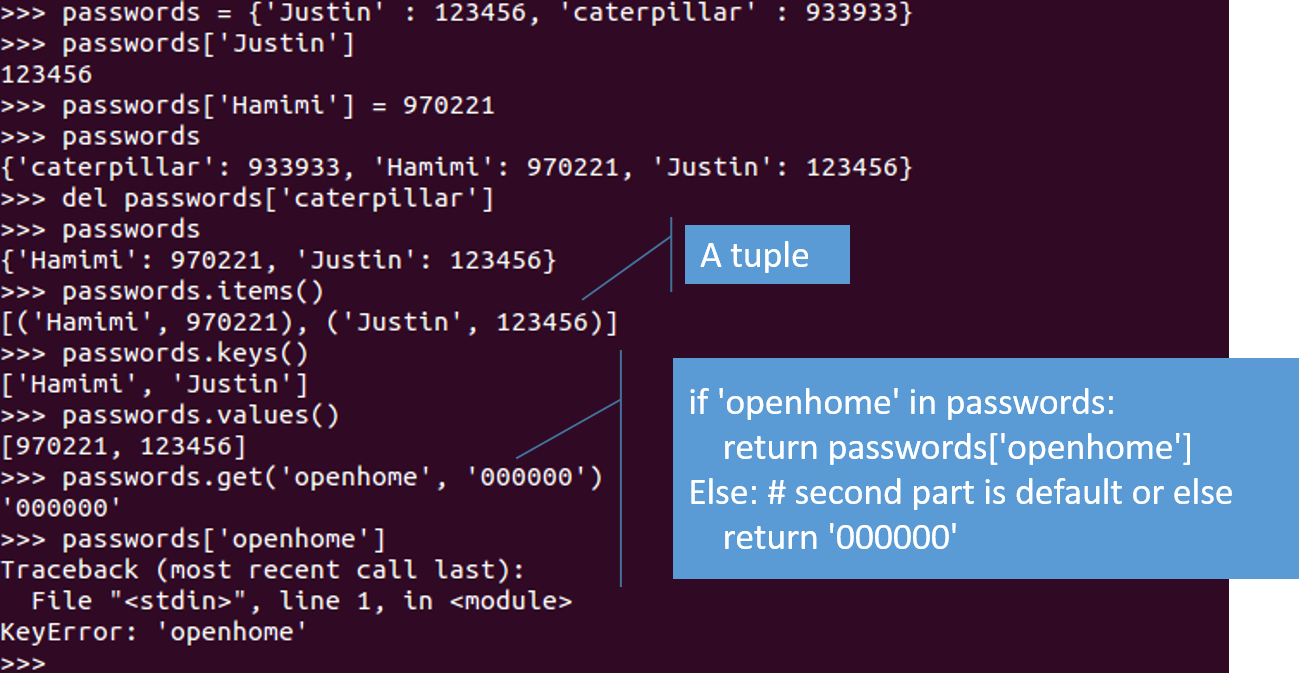 >>> passwords = {'Justin' : 123456, 'caterpillar' : 933933}
>>> passwords['Justin']
123456
>>> passwords['Hamimi'] = 970221
>>> passwords
{'caterpillar': 933933, 'Hamimi': 970221, 'Justin': 123456}
>>> del passwords['caterpillar']
>>> passwords
{'Hamimi': 970221, 'Justin': 123456}
>>> passwords.items()
[('Hamimi', 970221), ('Justin', 123456)]
>>> passwords.keys()
['Hamimi', 'Justin']
>>> passwords.values()
[970221, 123456]
>>> passwords.get('openhome', '000000')
'000000'
>>> passwords['openhome']
Traceback (most recent call last):
  File "<stdin>", line 1, in <module>
KeyError: 'openhome'
>>>
A tuple
if 'openhome' in passwords:
    return passwords['openhome']
Else: # second part is default or else
    return '000000'